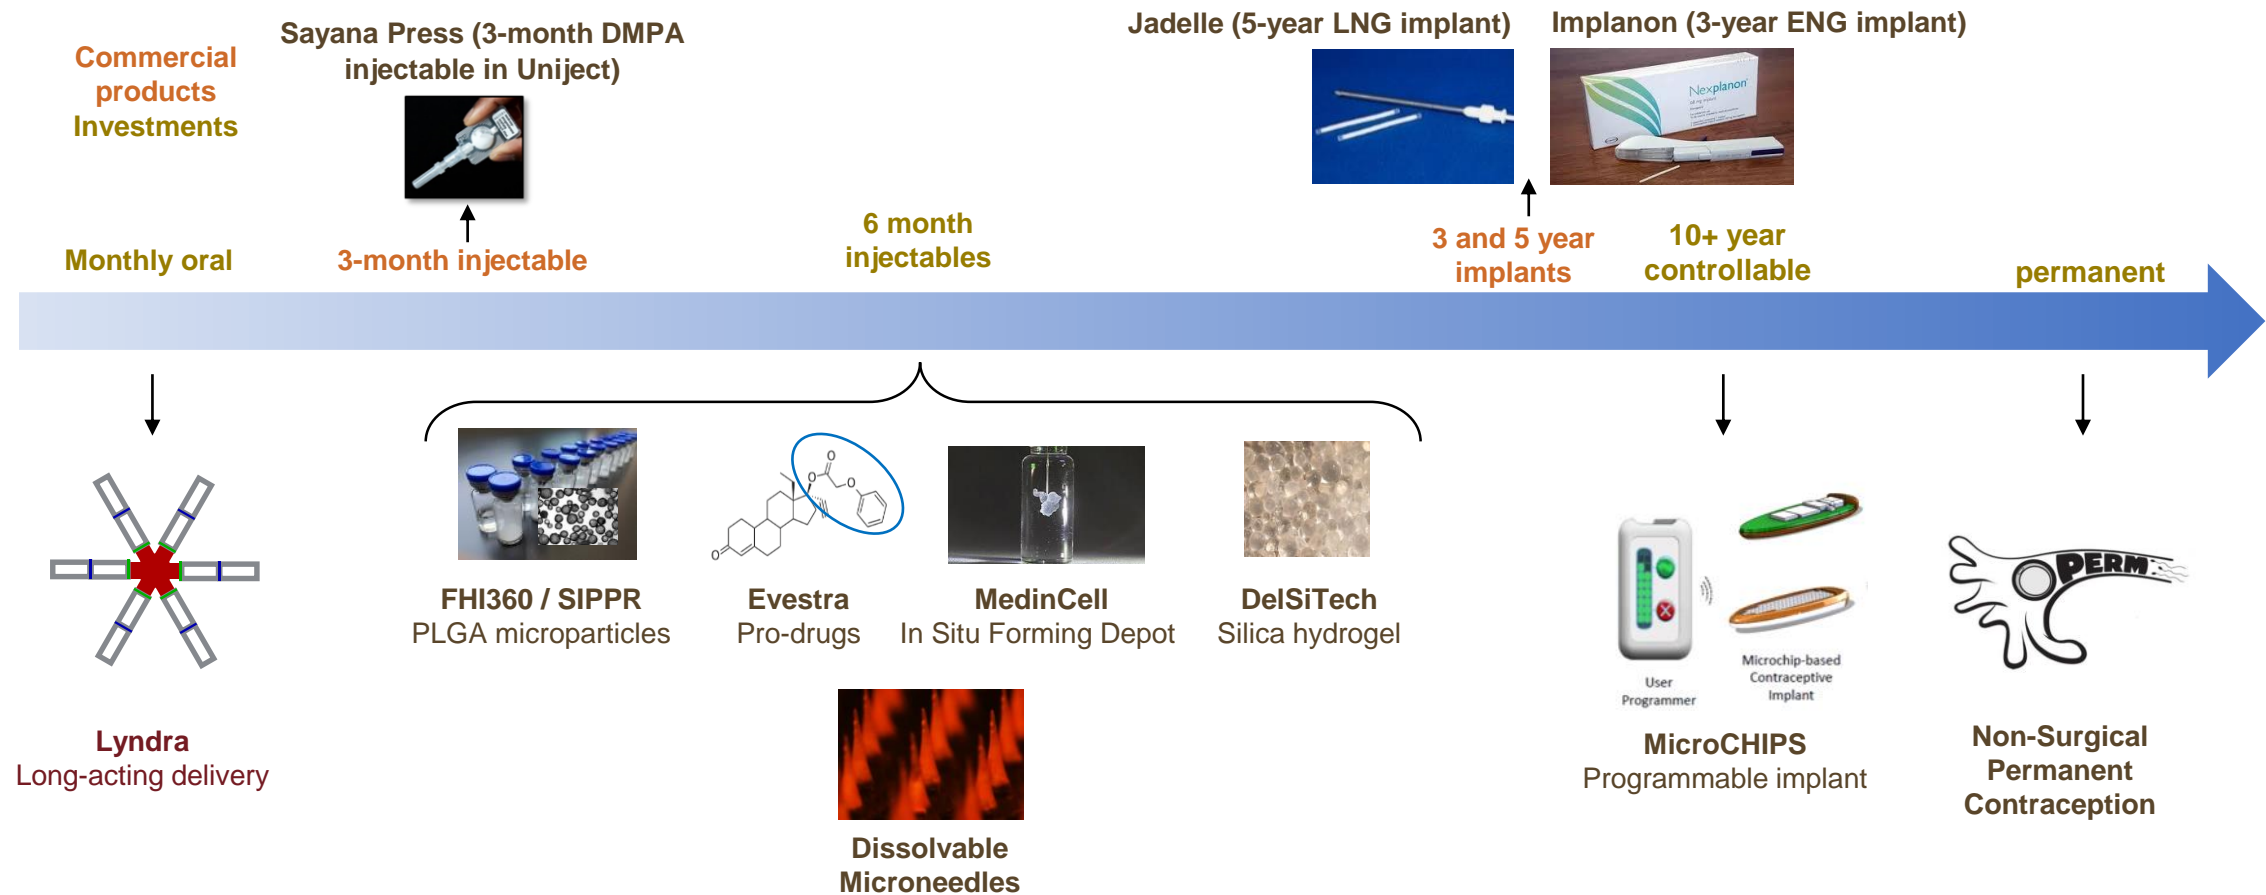 Commercial
products
Investments
Sayana Press (3-month DMPA
injectable in Uniject)
Jadelle (5-year LNG implant)
Implanon (3-year ENG implant)
Nexplanon
Monthly oral
3-month injectable
6 month
injectables
3 and 5 year
implants
10+ year
controllable
permanent
O
O
O
O
FHI360 / SIPPR
PLGA microparticles
Evestra
Pro-drugs
MedinCell
In Situ Forming Depot
DelSiTech
Silica hydrogel
User
Programmer
Microchip-based
Contraceptive
Implant
PERM
Lyndra
Long-acting delivery
Dissolvable
Microneedles
MicroCHIPS
Programmable implant
Non-Surgical
Permanent
Contraception